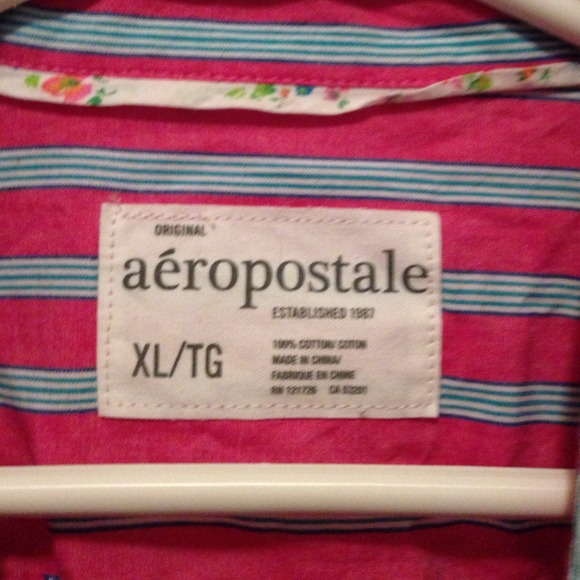 ORIGINAL
aéropostale
ESTABLISHED 1987
XL/TG
100% COTTON/ COTON
MADE IN CHINA/
FABRIQUE EN CHINE
RN 121726 CA 53201